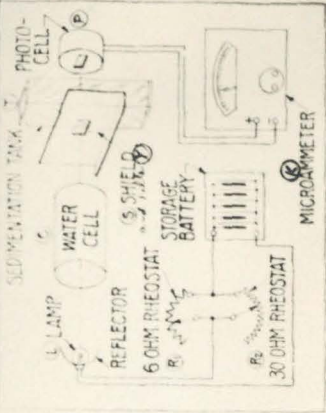 SEDIMENTATION TANK T
PHOTO-
CELL
P
L LAMP
C
WATER
CELL
REFLECTOR
S SHIELD
Y
6 OHM RHEOSTAT
R1
STORAGE
BATTERY
K
R2
30 OHM RHEOSTAT
MICROAMMETER
+
-